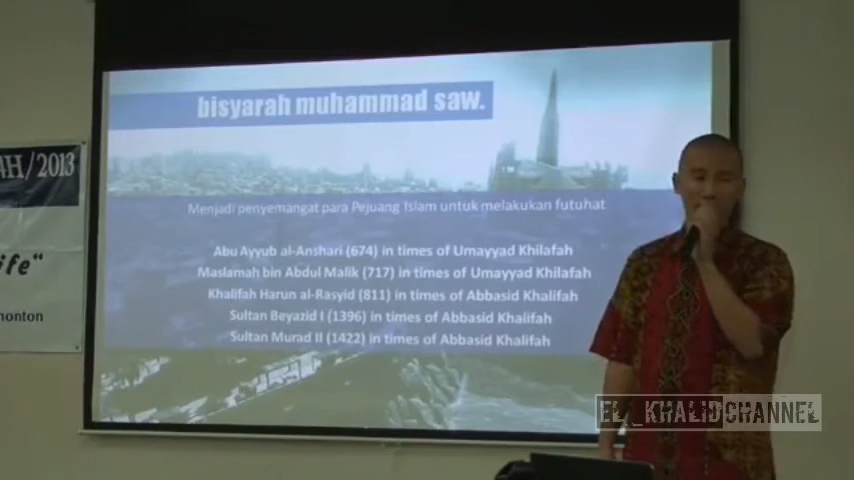 bisyarah muhammad saw.
AH/2013
Menjadi penyemangat para Pejuang Islam untuk melakukan futuhat
Abu Ayyub al-Anshari (674) in times of Umayyad Khilafah
Maslamah bin Abdul Malik (717) in times of Umayyad Khilafah
Khalifah Harun al-Rasyid (811) in times of Abbasid Khalifah
Sultan Beyazid I (1396) in times of Abbasid Khalifah
Sultan Murad II (1422) in times of Abbasid Khalifah
ife“
monton
EL_KHALIDCHANNEL